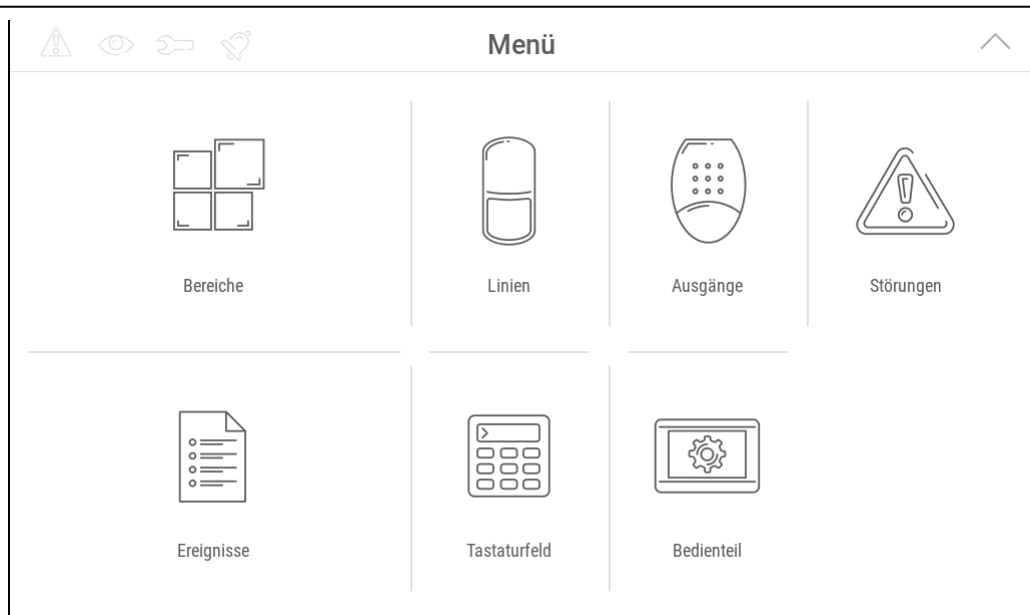 Menü
Bereiche
Linien
Ausgänge
Störungen
Ereignisse
Tastaturfeld
Bedienteil